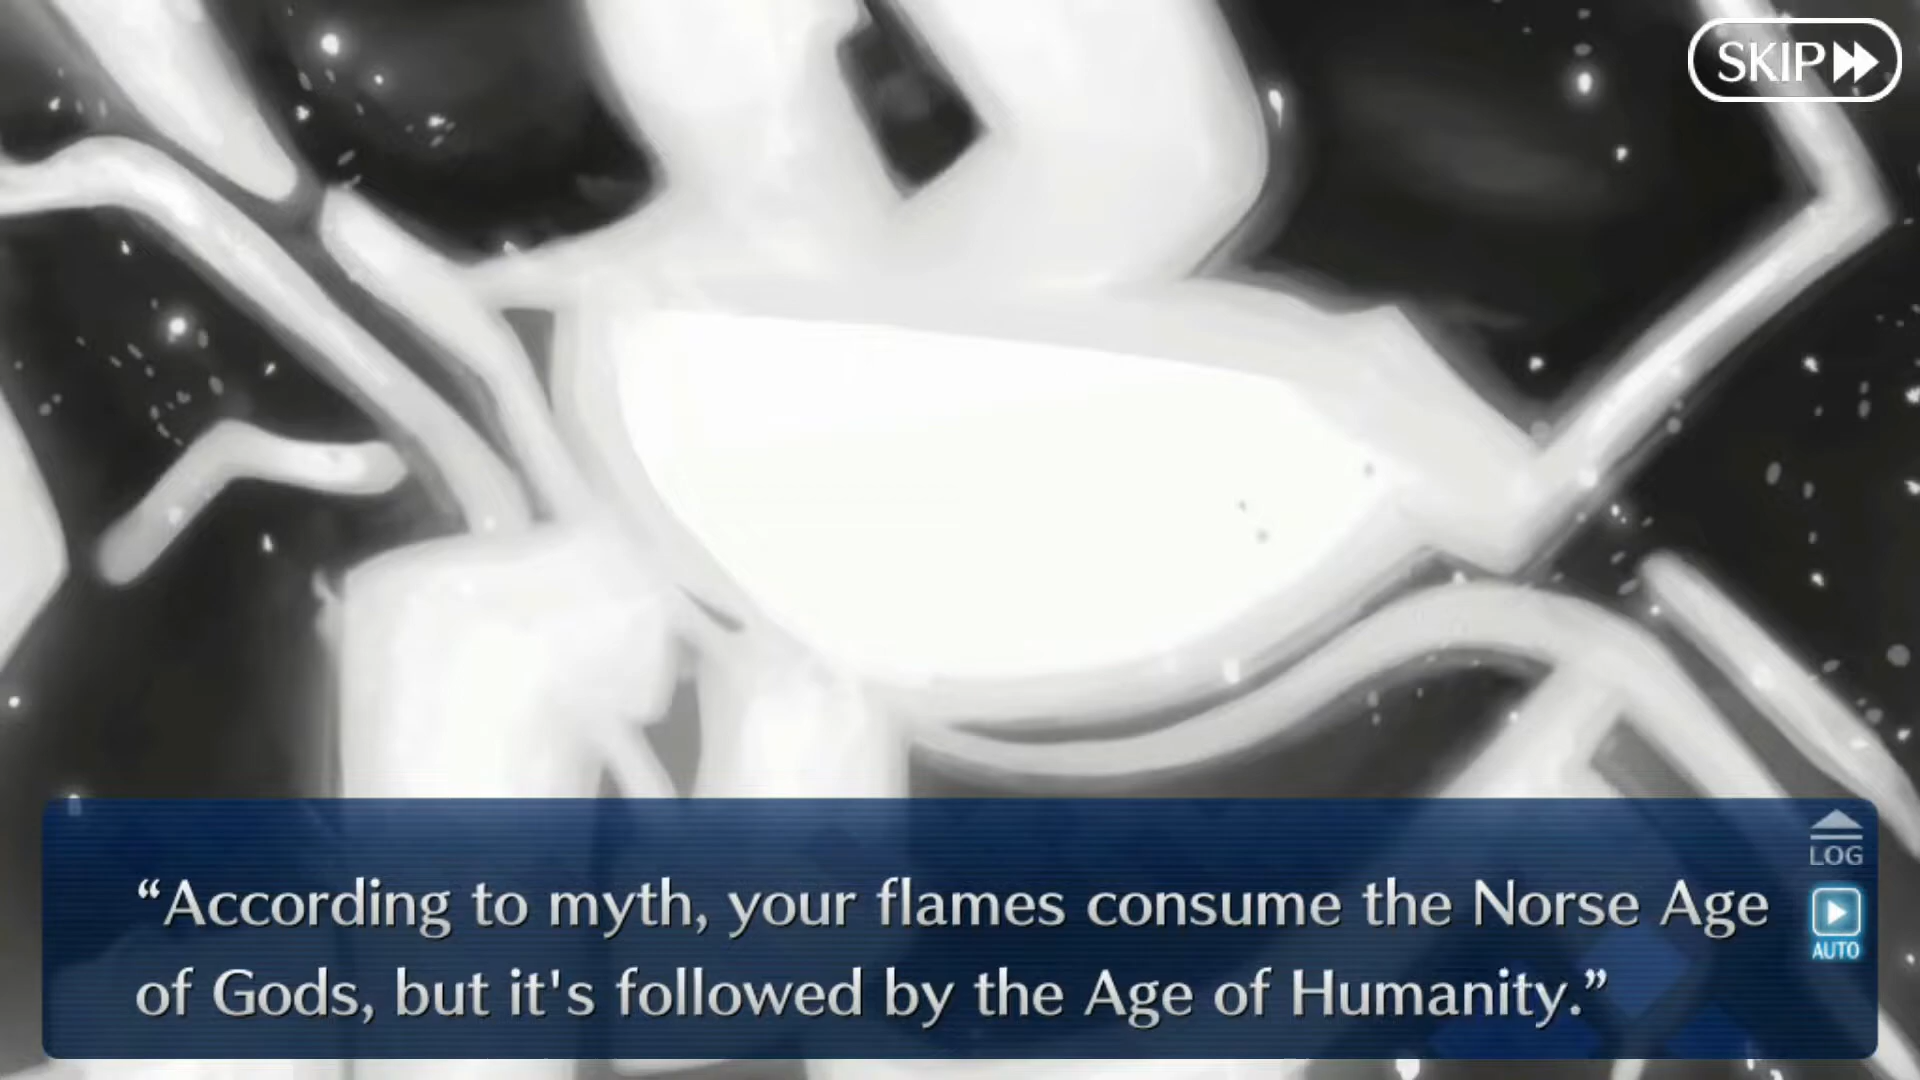 SKIP
LOG
AUTO
“According to myth, your flames consume the Norse Age
of Gods, but it's followed by the Age of Humanity.”